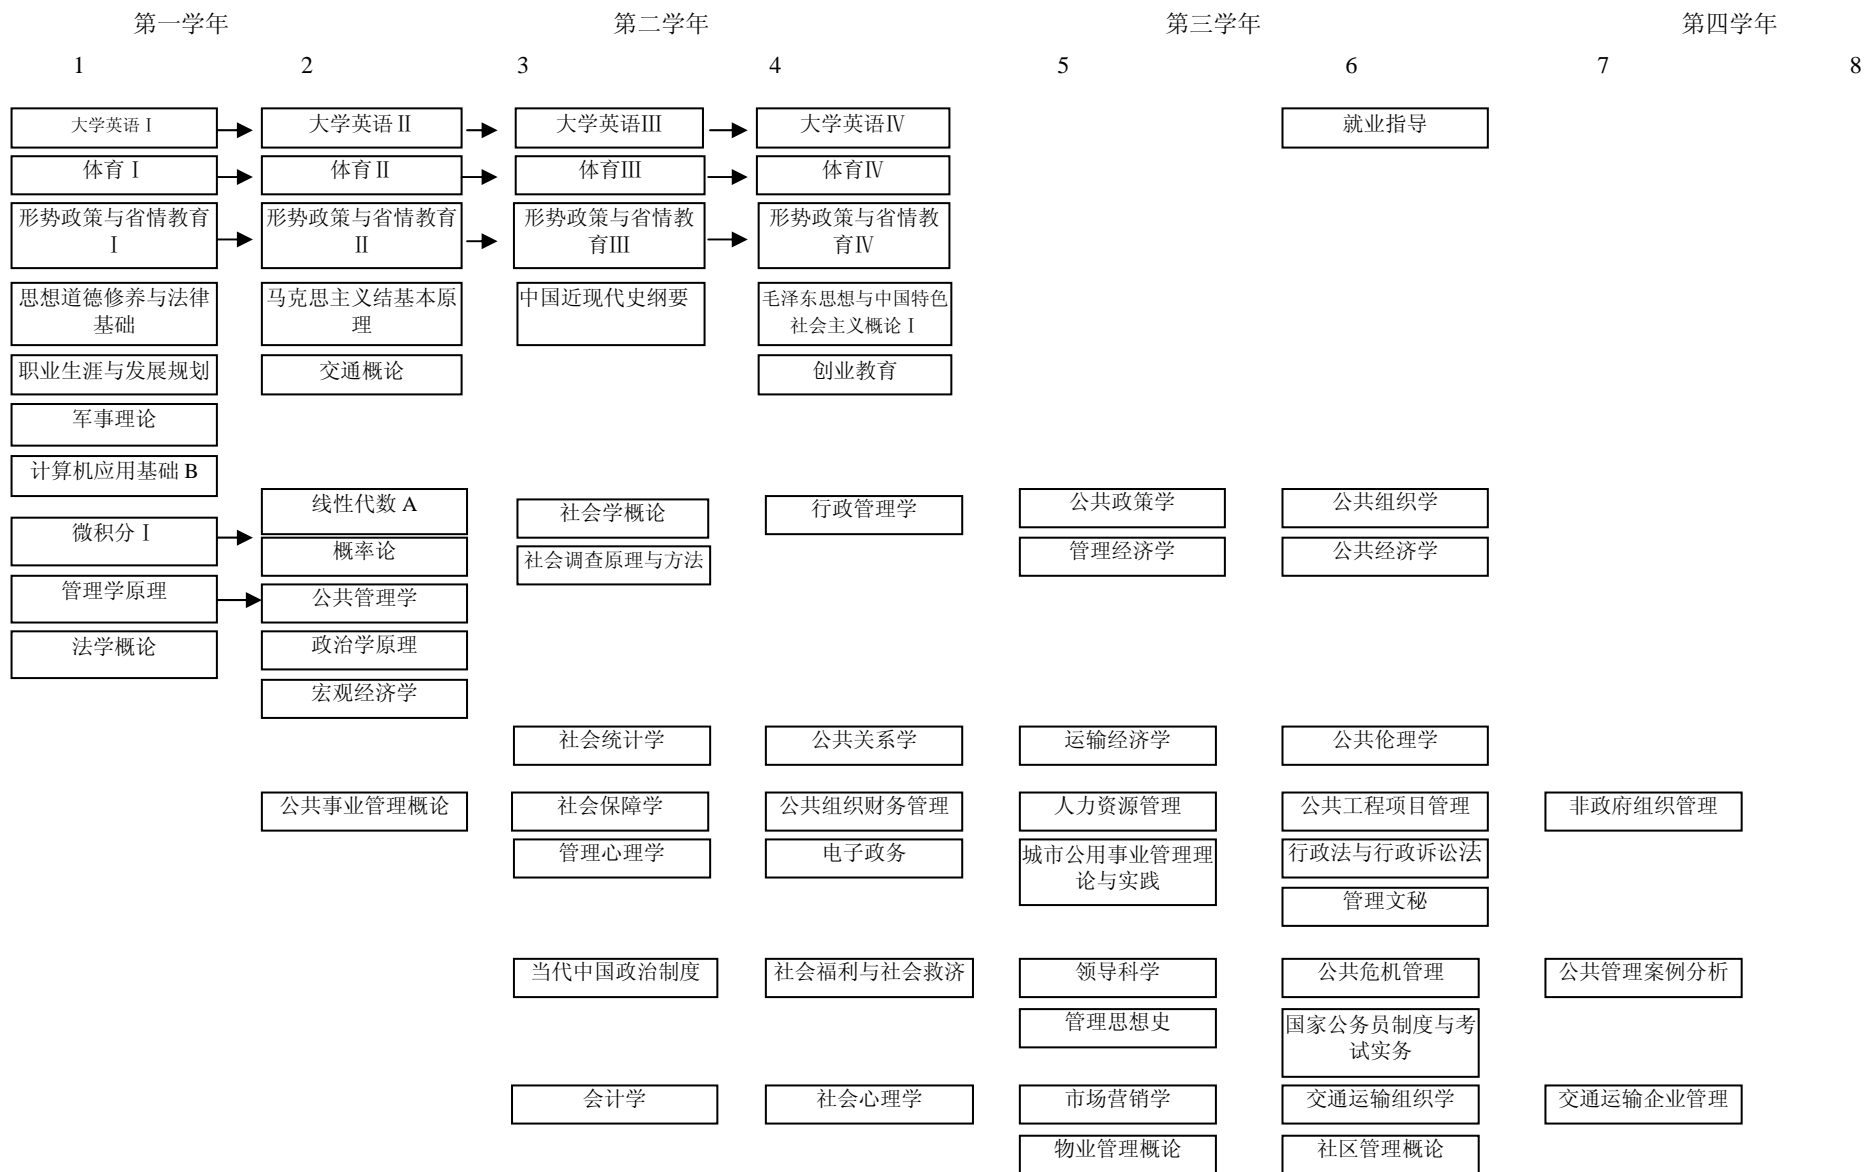 第一学年 第二学年 第三学年 第四学年
1 2 3 4 5 6 7 8
大学英语Ⅰ 大学英语Ⅱ 大学英语Ⅲ 大学英语Ⅳ 就业指导
体育Ⅰ 体育Ⅱ 体育Ⅲ 体育Ⅳ
形势政策与省情教育 形势政策与省情教育 形势政策与省情教 形势政策与省情教
Ⅰ Ⅱ 育Ⅲ 育Ⅳ
思想道德修养与法律 马克思主义结基本原 中国近现代史纲要 毛泽东思想与中国特色
基础 理 社会主义概论Ⅰ
职业生涯与发展规划 交通概论 创业教育
军事理论
计算机应用基础 B
线性代数 A 社会学概论 行政管理学 公共政策学 公共组织学
微积分Ⅰ
概率论 社会调查原理与方法 管理经济学 公共经济学
管理学原理 公共管理学
法学概论 政治学原理
宏观经济学
社会统计学 公共关系学 运输经济学 公共伦理学
公共事业管理概论 社会保障学 公共组织财务管理 人力资源管理 公共工程项目管理 非政府组织管理
管理心理学 电子政务 城市公用事业管理理 行政法与行政诉讼法
论与实践
管理文秘
当代中国政治制度 社会福利与社会救济 领导科学 公共危机管理 公共管理案例分析
管理思想史 国家公务员制度与考
试实务
会计学 社会心理学 市场营销学 交通运输组织学 交通运输企业管理
物业管理概论 社区管理概论